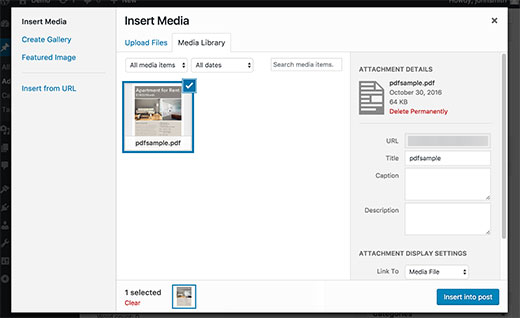 Insert Media
Create Gallery
Featured Image
Insert from URL
Insert Media
Upload Files
Media Library
All media items
All dates
Search media items.
Apartment for Rent
pdfsample.pdf
ATTACHMENT DETAILS
pdfsample.pdf
October 30, 2016
64 KB
Delete Permanently
URL
Title pdfsample
Caption
Description
ATTACHMENT DISPLAY SETTINGS
Link To Media File
1 selected
Clear
Insert into post